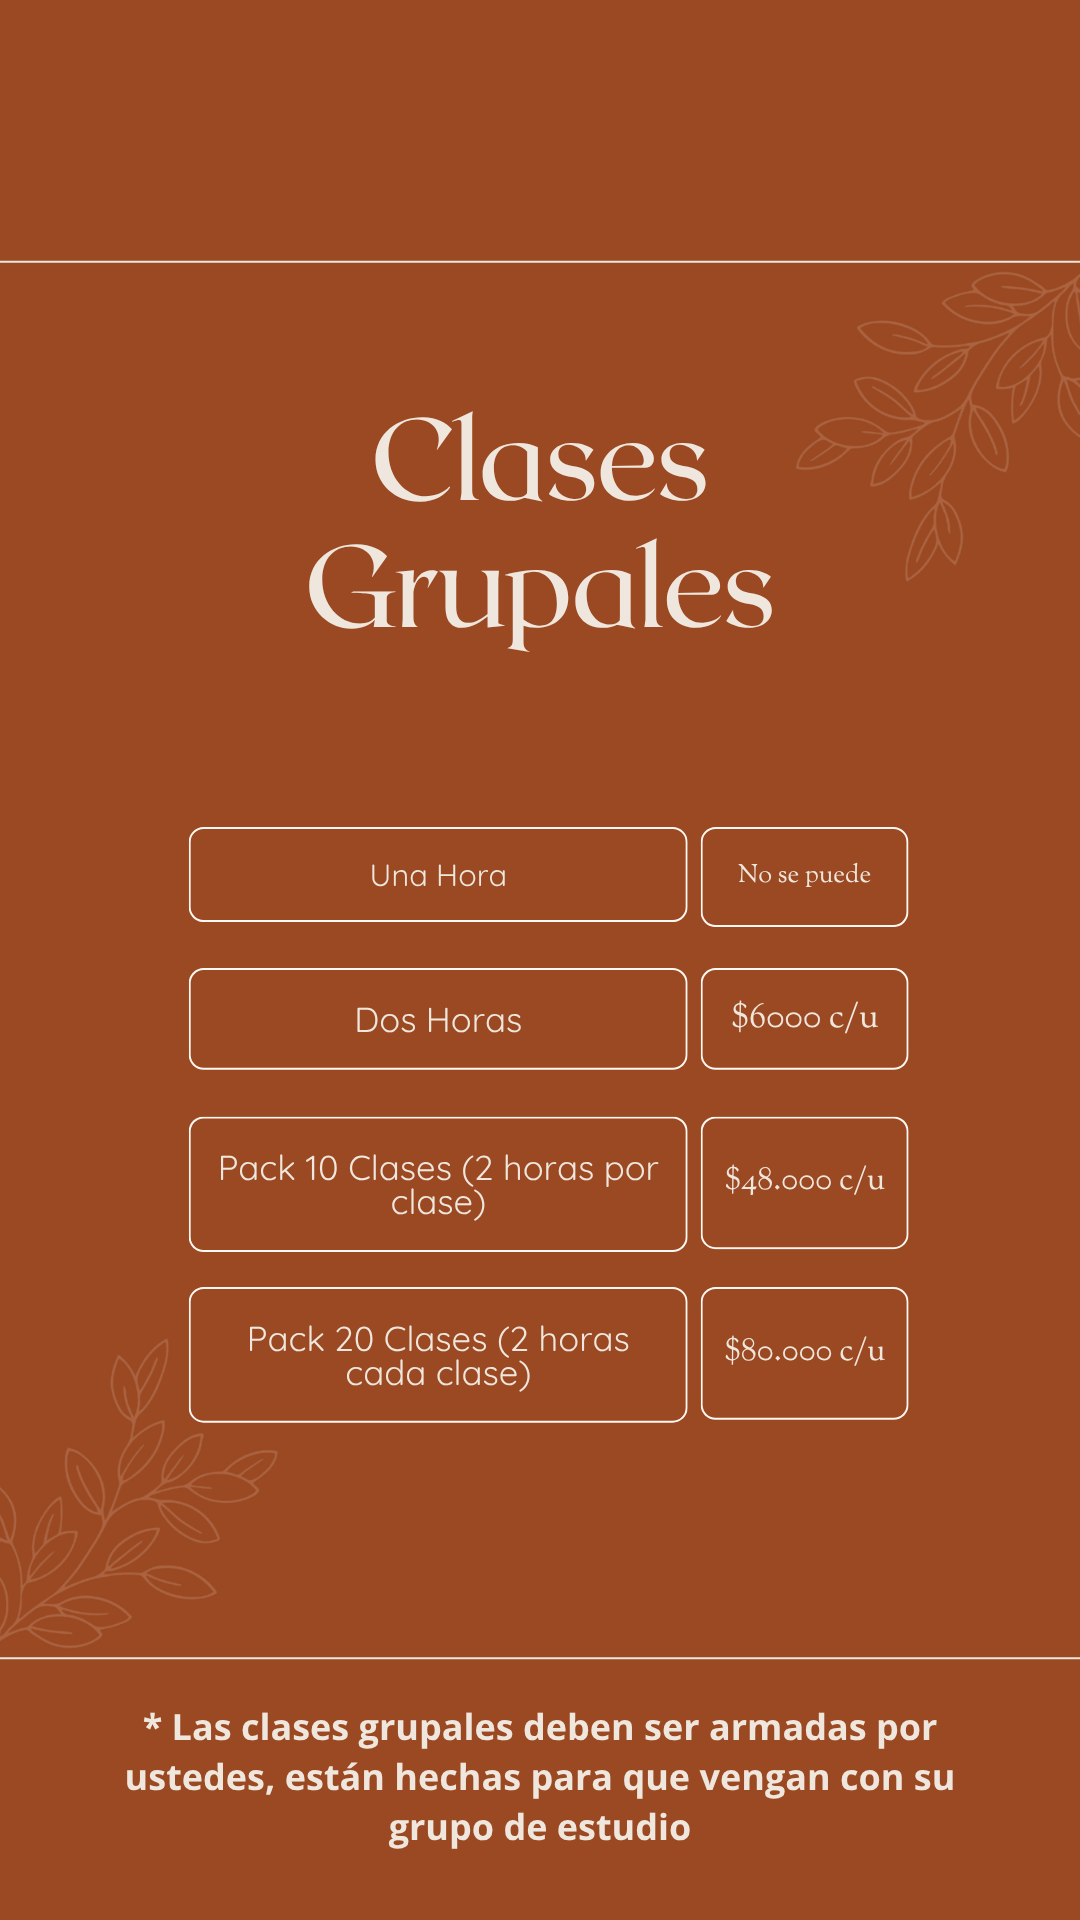 Clases
Grupales
Una Hora
No se puede
Dos Horas
$6000 c/u
Pack 10 Clases (2 horas por
clase)
$48.000 c/u
Pack 20 Clases (2 horas
cada clase)
$80.000 c/u
* Las clases grupales deben ser armadas por
ustedes, están hechas para que vengan con su
grupo de estudio